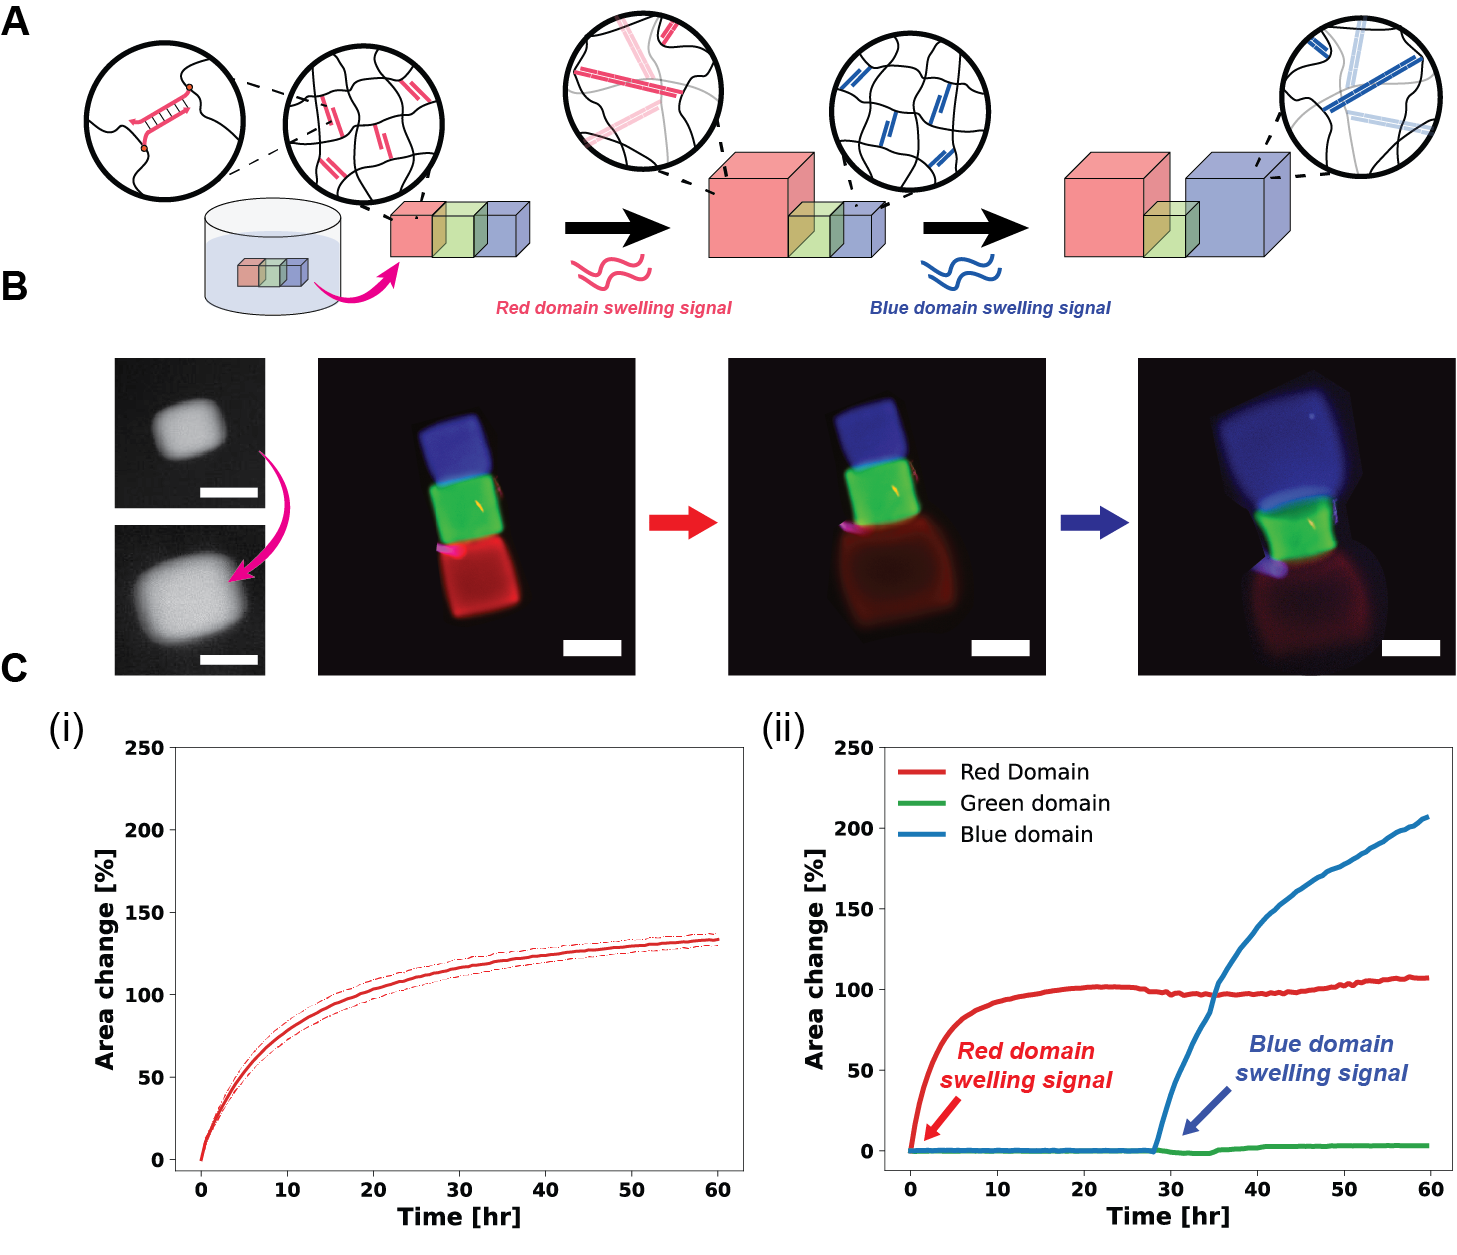 A
Red domain swelling signal
Blue domain swelling signal
B
C
(i)
250
200
150
100
50
0
Area change [%]
0 10 20 30 40 50 60
Time [hr]
(ii)
250
200
150
100
50
0
Area change [%]
Red Domain
Green domain
Blue domain
Red domain
swelling signal
Blue domain
swelling signal
0 10 20 30 40 50 60
Time [hr]